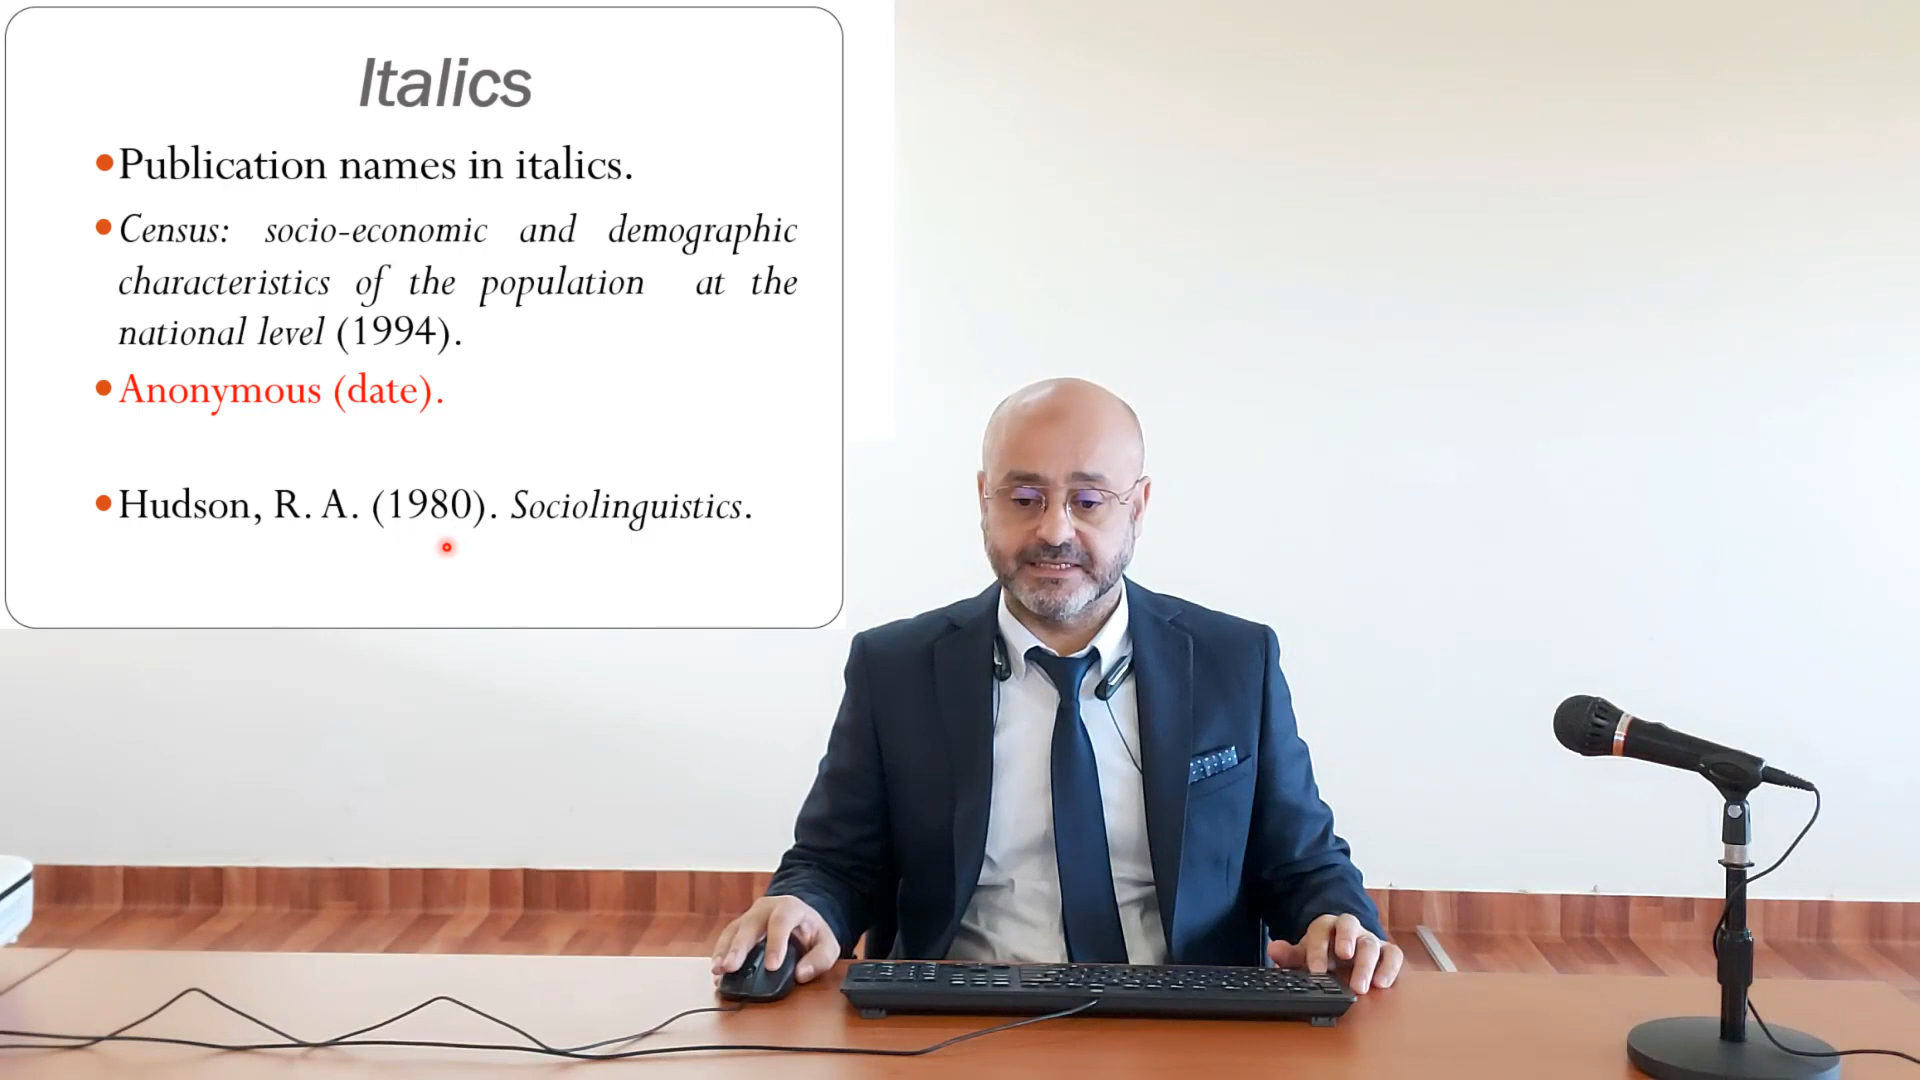 Italics
•Publication names in italics.
•Census: socio-economic and demographic
characteristics of the population at the
national level (1994).
•Anonymous (date).
•Hudson, R. A. (1980). Sociolinguistics.